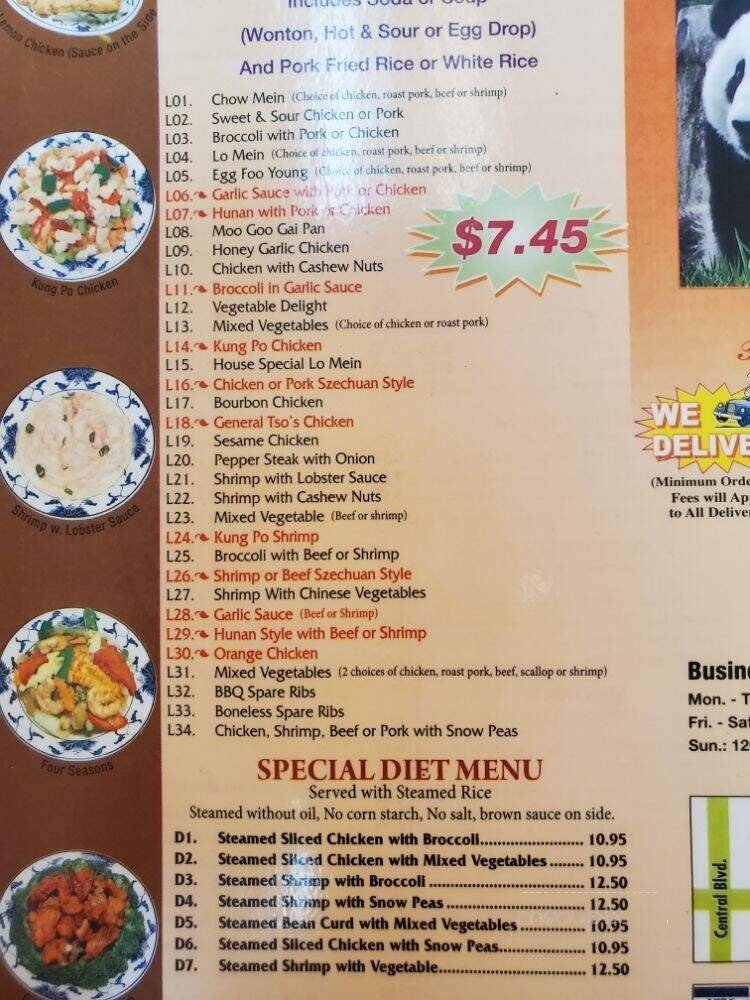 Lemon Chicken (Sauce on the Side
Kung Po Chicken
Shrimp w. Lobster Sauce
Four Seasons
Includes Soda or Soup
(Wonton, Hot & Sour or Egg Drop)
And Pork Fried Rice or White Rice
L01. Chow Mein (Choice of chicken, roast pork, beef or shrimp)
L02. Sweet & Sour Chicken or Pork
L03. Broccoli with Pork or Chicken
L04. Lo Mein (Choice of chicken, roast pork, beef or shrimp)
L05. Egg Foo Young (Choice of chicken, roast pork, beef or shrimp)
L06. Garlic Sauce with Pork or Chicken
L07. Hunan with Pork or Chicken
L08. Moo Goo Gai Pan
L09. Honey Garlic Chicken
L10. Chicken with Cashew Nuts
L11. Broccoli in Garlic Sauce
L12. Vegetable Delight
L13. Mixed Vegetables (Choice of chicken or roast pork)
L14. Kung Po Chicken
L15. House Special Lo Mein
L16. Chicken or Pork Szechuan Style
L17. Bourbon Chicken
L18. General Tso's Chicken
L19. Sesame Chicken
L20. Pepper Steak with Onion
L21. Shrimp with Lobster Sauce
L22. Shrimp with Cashew Nuts
L23. Mixed Vegetable (Beef or shrimp)
L24. Kung Po Shrimp
L25. Broccoli with Beef or Shrimp
L26. Shrimp or Beef Szechuan Style
L27. Shrimp With Chinese Vegetables
L28. Garlic Sauce (Beef or Shrimp)
L29. Hunan Style with Beef or Shrimp
L30. Orange Chicken
L31. Mixed Vegetables (2 choices of chicken, roast pork, beef, scallop or shrimp)
L32. BBQ Spare Ribs
L33. Boneless Spare Ribs
L34. Chicken, Shrimp, Beef or Pork with Snow Peas
$7.45
SPECIAL DIET MENU
Served with Steamed Rice
Steamed without oil, No corn starch, No salt, brown sauce on side.
D1. Steamed Sliced Chicken with Broccoli........................ 10.95
D2. Steamed Sliced Chicken with Mixed Vegetables ........ 10.95
D3. Steamed Shrimp with Broccoli .................................... 12.50
D4. Steamed Shrimp with Snow Peas ................................ 12.50
D5. Steamed Bean Curd with Mixed Vegetables ............... 10.95
D6. Steamed Sliced Chicken with Snow Peas.................... 10.95
D7. Steamed Shrimp with Vegetable.................................. 12.50
WE
DELIVE
(Minimum Orde
Fees will Ap
to All Deliver
Busine
Mon. - T
Fri. - Sat
Sun.: 12
Central Blvd.